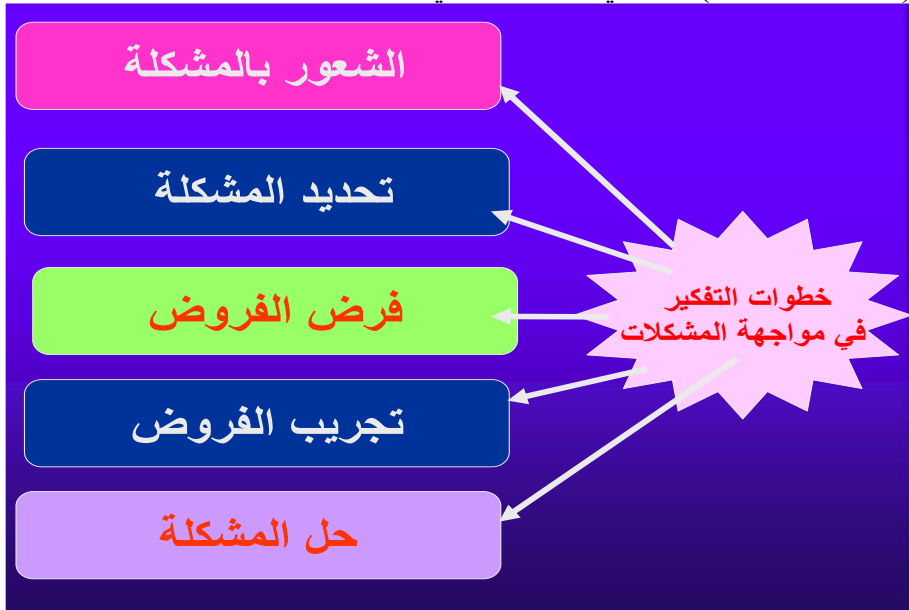 خطوات التفكير
في مواجهة المشكلات
الشعور بالمشكلة
تحديد المشكلة
فرض الفروض
تجريب الفروض
حل المشكلة